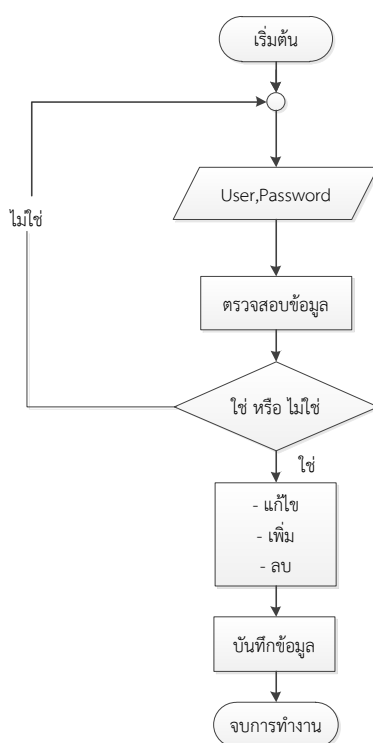 เริ่มต้น
User,Password
ไม่ใช่
ตรวจสอบข้อมูล
ใช่ หรือ ไม่ใช่
ใช่
- แก้ไข
- เพิ่ม
- ลบ
บันทึกข้อมูล
จบการทำงาน